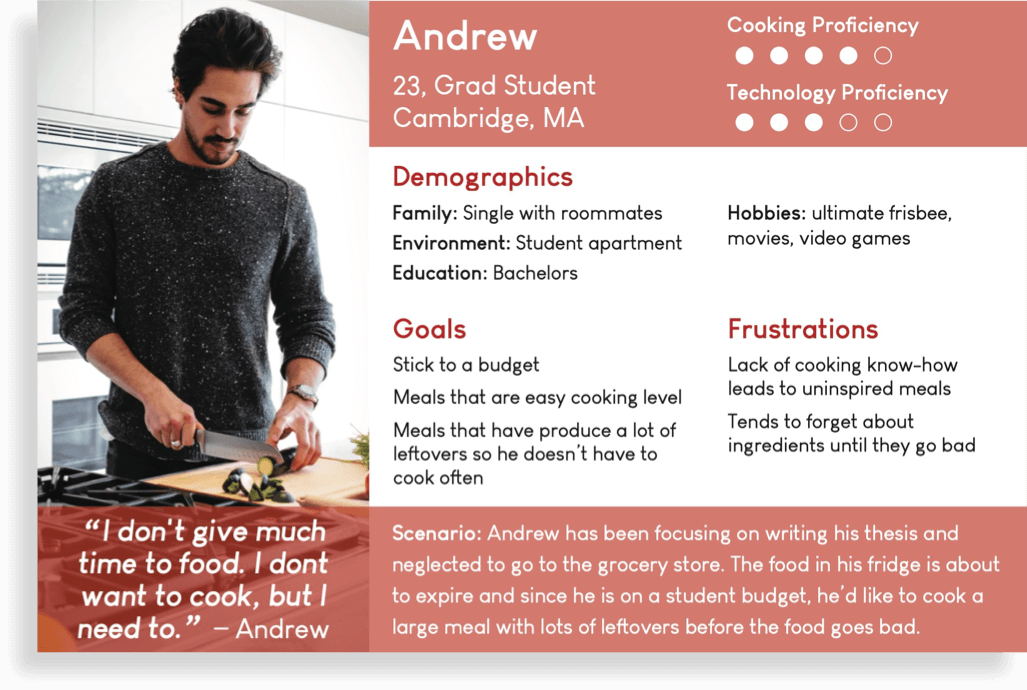 Andrew
23, Grad Student
Cambridge, MA
Cooking Proficiency
Technology Proficiency
Demographics
Family: Single with roommates
Environment: Student apartment
Education: Bachelors
Hobbies: ultimate frisbee,
movies, video games
Goals
Stick to a budget
Meals that are easy cooking level
Meals that have produce a lot of
leftovers so he doesn't have to
cook often
Frustrations
Lack of cooking know-how
leads to uninspired meals
Tends to forget about
ingredients until they go bad
“I don't give much
time to food. I dont
want to cook, but I
need to.” – Andrew
Scenario: Andrew has been focusing on writing his thesis and
neglected to go to the grocery store. The food in his fridge is about
to expire and since he is on a student budget, he'd like to cook a
large meal with lots of leftovers before the food goes bad.